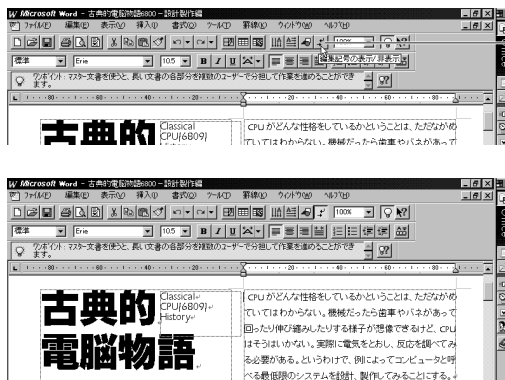 Microsoft Word - 古典的電脳物語6800 - 設計製作編
ファイル(F) 編集(E) 表示(V) 挿入(I) 書式(O) ツール(T) 罫線(A) ウィンドウ(W) ヘルプ(H)
100%
標準 Erie 10.5 B I U
編集記号の表示/非表示
ワンポイント: マスター文書を使うと、長い文書の各部分を複数のユーザーで分担して作業を進めることができ
ます。
80 60 40 20 20 40 60 80
古典的
Classical
CPU(6809)
History
CPU がどんな性格をしているかということは、ただながめ
ていてはわからない。機械だったら歯車やバネがあって
Microsoft Word - 古典的電脳物語6800 - 設計製作編
ファイル(F) 編集(E) 表示(V) 挿入(I) 書式(O) ツール(T) 罫線(A) ウィンドウ(W) ヘルプ(H)
100%
標準 Erie 10.5 B I U
ワンポイント: マスター文書を使うと、長い文書の各部分を複数のユーザーで分担して作業を進めることができ
ます。
80 60 40 20 20 40 60 80
古典的
電脳物語
Classical
CPU(6809)
History
CPU がどんな性格をしているかということは、ただながめ
ていてはわからない。機械だったら歯車やバネがあって
回ったり伸び縮みしたりする様子が想像できるけど、CPU
はそうはいかない。実際に電気をとおし、反応を調べてみ
る必要がある。というわけで、例によってコンピュータと呼
べる最低限のシステムを設計、製作してみることにする。